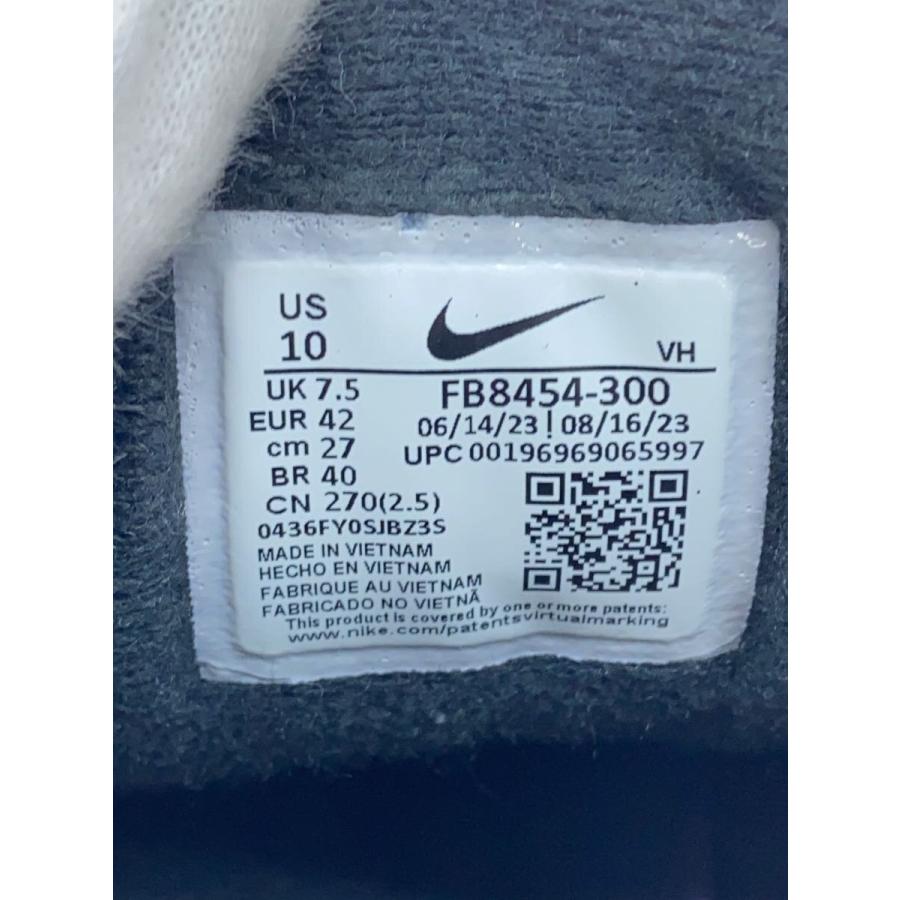 US
10
VH
UK 7.5
FB8454-300
EUR 42
06/14/23 | 08/16/23
cm 27
UPC 00196969065997
BR 40
CN 270(2.5)
0436FY0SJBZ3S
MADE IN VIETNAM
HECHO EN VIETNAM
FABRIQUE AU VIETNAM
FABRICADO NO VIETNÃ
This product is covered by one or more patents:
www.nike.com/patentsvirtualmarking